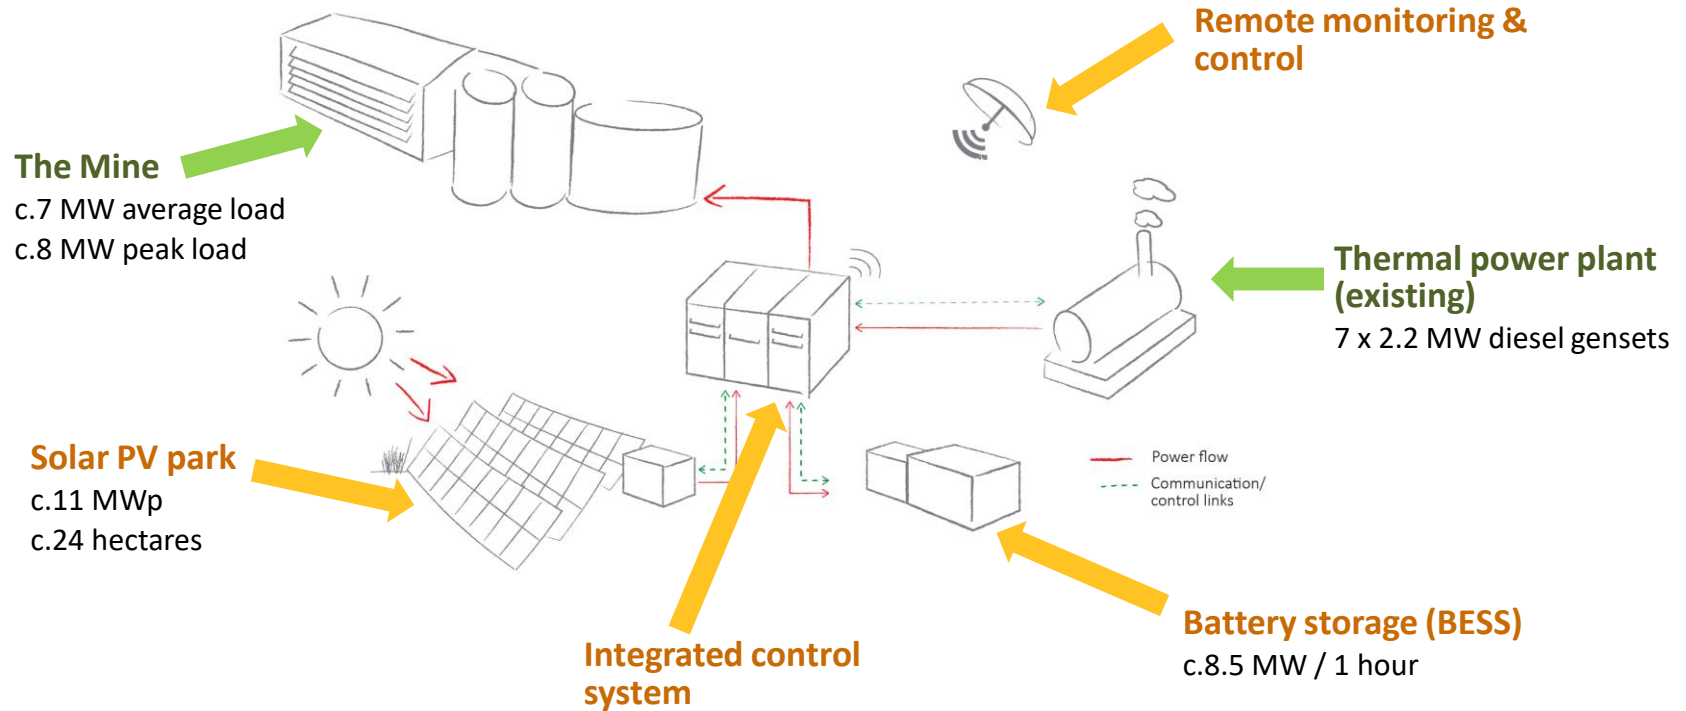 Remote monitoring &
control
The Mine
c.7 MW average load
c.8 MW peak load
Thermal power plant
(existing)
7 x 2.2 MW diesel gensets
Solar PV park
c.11 MWp
c.24 hectares
Power flow
Communication/
control links
Integrated control
system
Battery storage (BESS)
c.8.5 MW / 1 hour